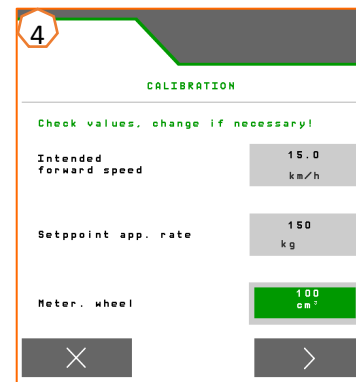 4
CALIBRATION
Check values, change if necessary!
Intended
forward speed
15.0
km/h
Setppoint app. rate
150
kg
Meter. wheel
100
cm³